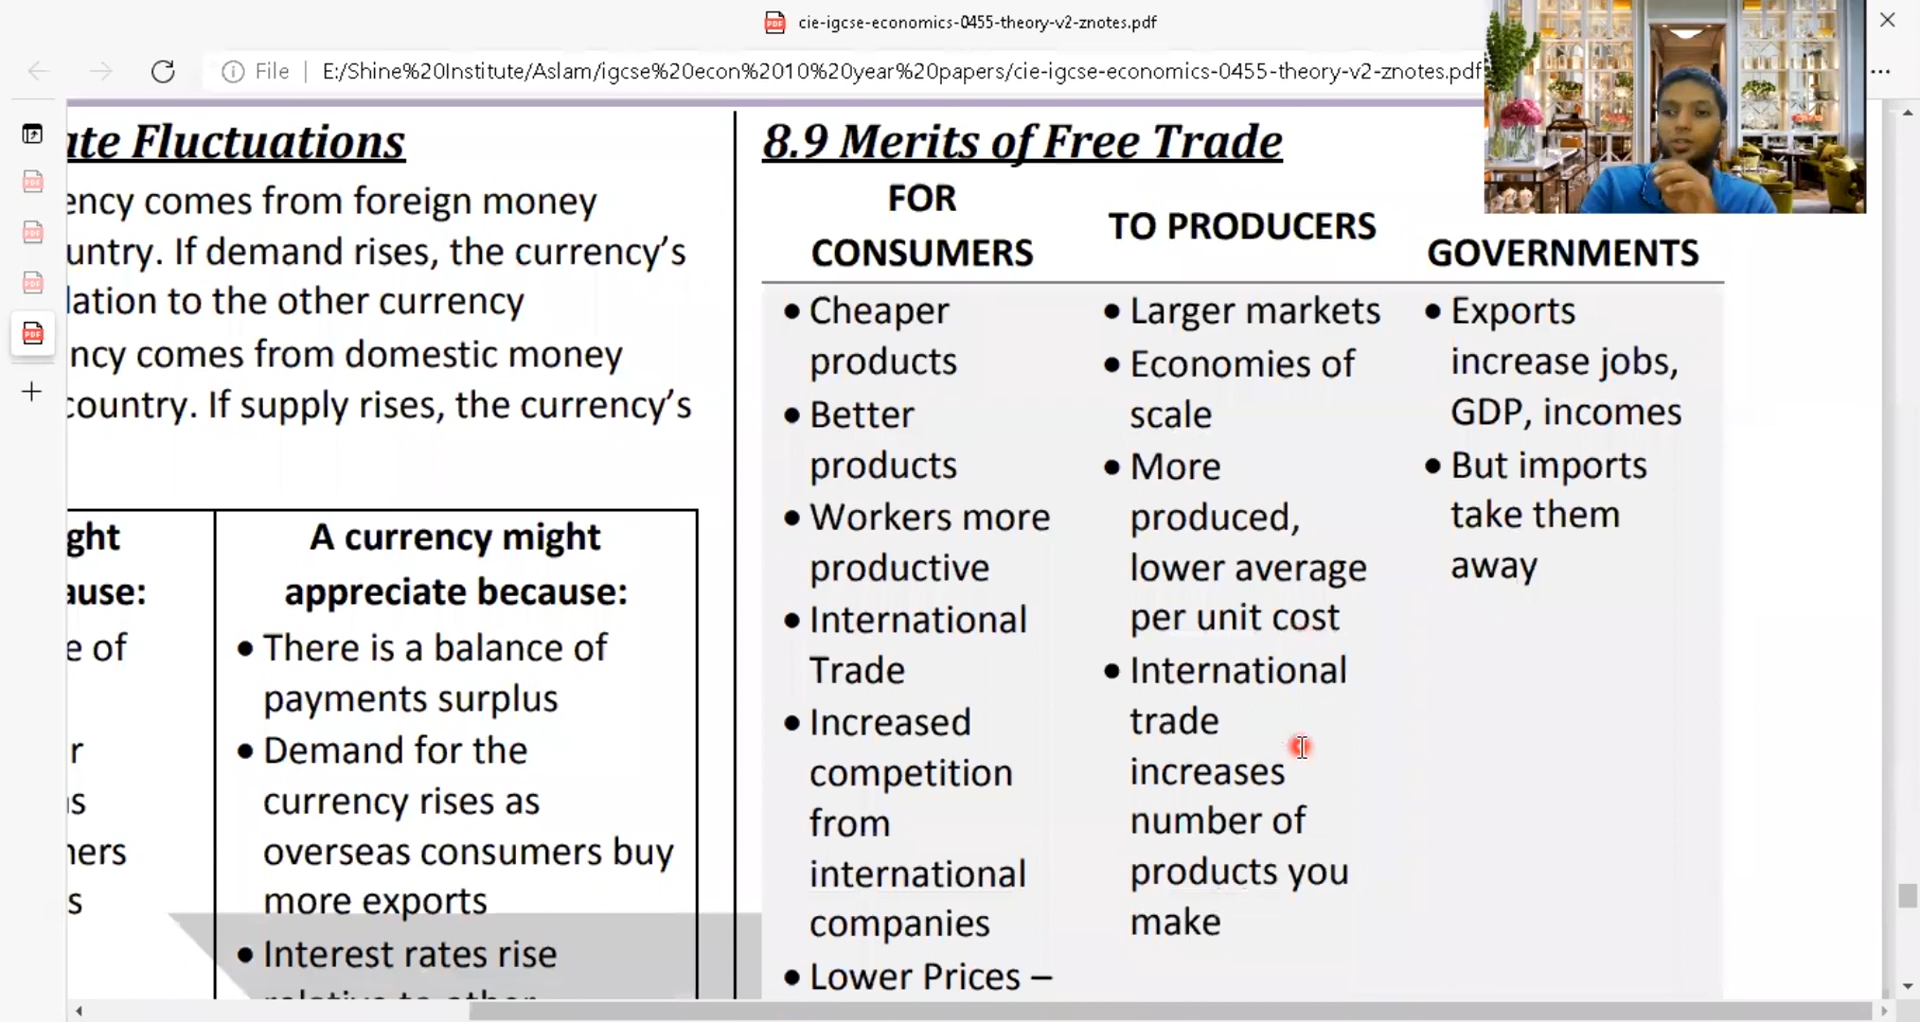 cie-igcse-economics-0455-theory-v2-znotes.pdf
File
E:/Shine%20Institute/Aslam/igcse%20econ%2010%20year%20papers/cie-igcse-economics-0455-theory-v2-znotes.pdf
ate Fluctuations
ency comes from foreign money
untry. If demand rises, the currency's
lation to the other currency
ncy comes from domestic money
country. If supply rises, the currency's
ght
ause:
e of
r
s
ners
s
A currency might
appreciate because:
• There is a balance of
payments surplus
• Demand for the
currency rises as
overseas consumers buy
more exports
• Interest rates rise
relative to other
8.9 Merits of Free Trade
FOR
CONSUMERS
• Cheaper
products
• Better
products
• Workers more
productive
• International
Trade
• Increased
competition
from
international
companies
• Lower Prices –
TO PRODUCERS
• Larger markets
• Economies of
scale
• More
produced,
lower average
per unit cost
• International
trade
increases
number of
products you
make
GOVERNMENTS
• Exports
increase jobs,
GDP, incomes
• But imports
take them
away